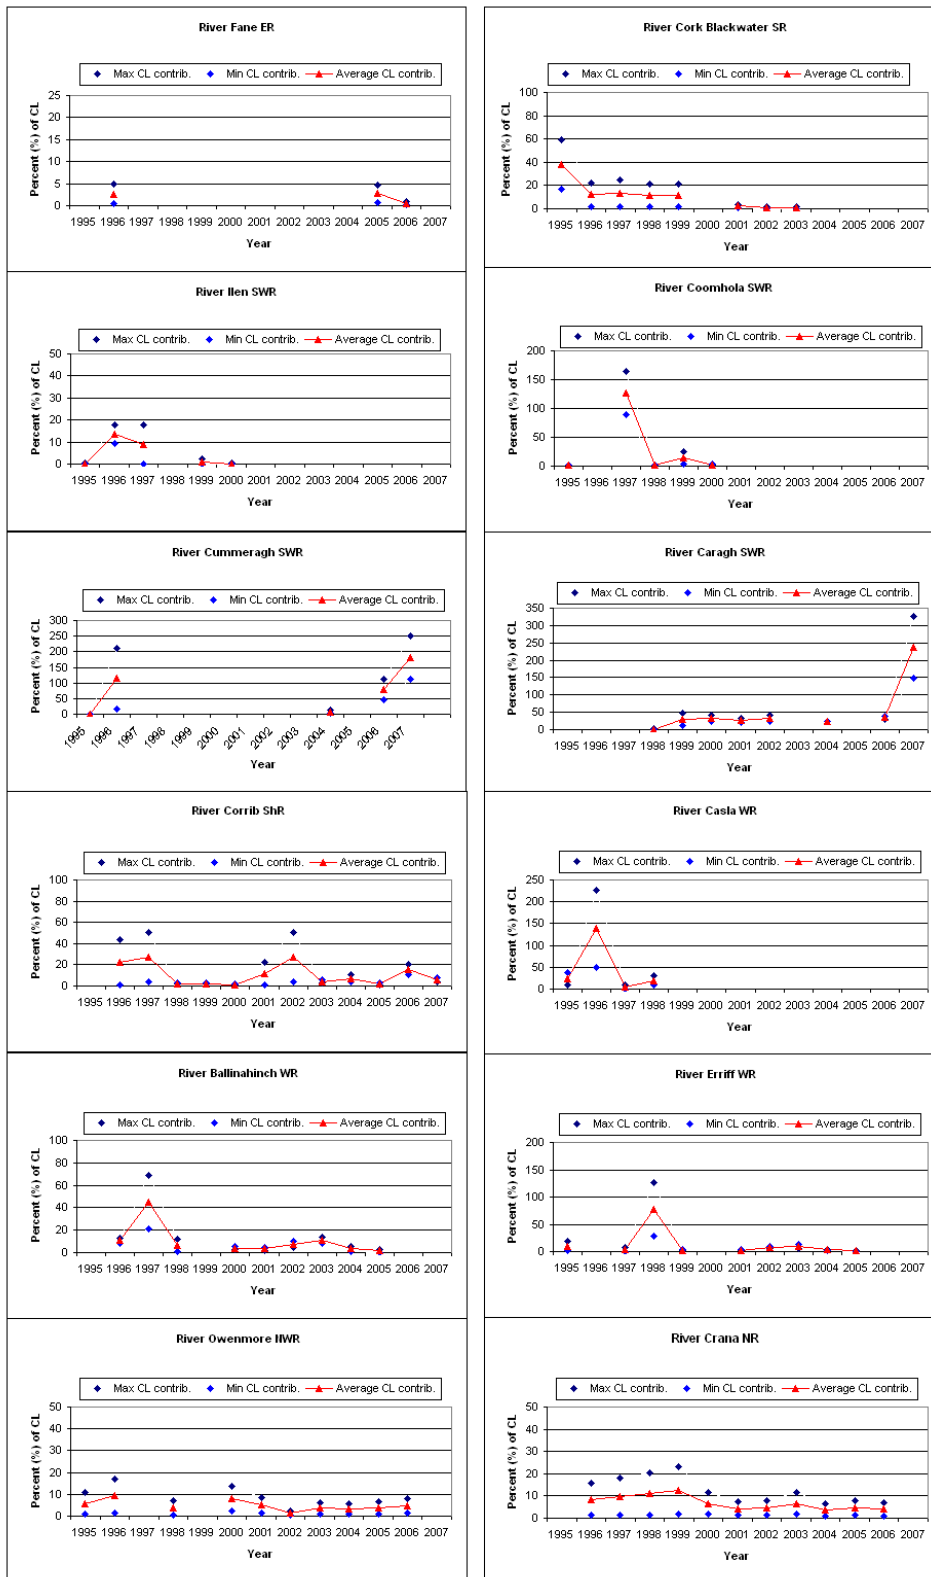 River Fane ER
Max CL contrib. Min CL contrib. Average CL contrib.
Percent (%) of CL
25
20
15
10
5
0
1995 1996 1997 1998 1999 2000 2001 2002 2003 2004 2005 2006 2007
Year
River Cork Blackwater SR
Max CL contrib. Min CL contrib. Average CL contrib.
Percent (%) of CL
100
80
60
40
20
0
1995 1996 1997 1998 1999 2000 2001 2002 2003 2004 2005 2006 2007
Year
River Ilen SWR
Max CL contrib. Min CL contrib. Average CL contrib.
Percent (%) of CL
50
40
30
20
10
0
1995 1996 1997 1998 1999 2000 2001 2002 2003 2004 2005 2006 2007
Year
River Coomhola SWR
Max CL contrib. Min CL contrib. Average CL contrib.
Percent (%) of CL
200
150
100
50
0
1995 1996 1997 1998 1999 2000 2001 2002 2003 2004 2005 2006 2007
Year
River Cummeragh SWR
Max CL contrib. Min CL contrib. Average CL contrib.
Percent (%) of CL
300
250
200
150
100
50
0
1995 1996 1997 1998 1999 2000 2001 2002 2003 2004 2005 2006 2007
Year
River Caragh SWR
Max CL contrib. Min CL contrib. Average CL contrib.
Percent (%) of CL
350
300
250
200
150
100
50
0
1995 1996 1997 1998 1999 2000 2001 2002 2003 2004 2005 2006 2007
Year
River Corrib ShR
Max CL contrib. Min CL contrib. Average CL contrib.
Percent (%) of CL
100
80
60
40
20
0
1995 1996 1997 1998 1999 2000 2001 2002 2003 2004 2005 2006 2007
Year
River Casla WR
Max CL contrib. Min CL contrib. Average CL contrib.
Percent (%) of CL
250
200
150
100
50
0
1995 1996 1997 1998 1999 2000 2001 2002 2003 2004 2005 2006 2007
Year
River Ballinahinch WR
Max CL contrib. Min CL contrib. Average CL contrib.
Percent (%) of CL
100
80
60
40
20
0
1995 1996 1997 1998 1999 2000 2001 2002 2003 2004 2005 2006 2007
Year
River Erriff WR
Max CL contrib. Min CL contrib. Average CL contrib.
Percent (%) of CL
200
150
100
50
0
1995 1996 1997 1998 1999 2000 2001 2002 2003 2004 2005 2006 2007
Year
River Owenmore NWR
Max CL contrib. Min CL contrib. Average CL contrib.
Percent (%) of CL
50
40
30
20
10
0
1995 1996 1997 1998 1999 2000 2001 2002 2003 2004 2005 2006 2007
Year
River Crana NR
Max CL contrib. Min CL contrib. Average CL contrib.
Percent (%) of CL
50
40
30
20
10
0
1995 1996 1997 1998 1999 2000 2001 2002 2003 2004 2005 2006 2007
Year